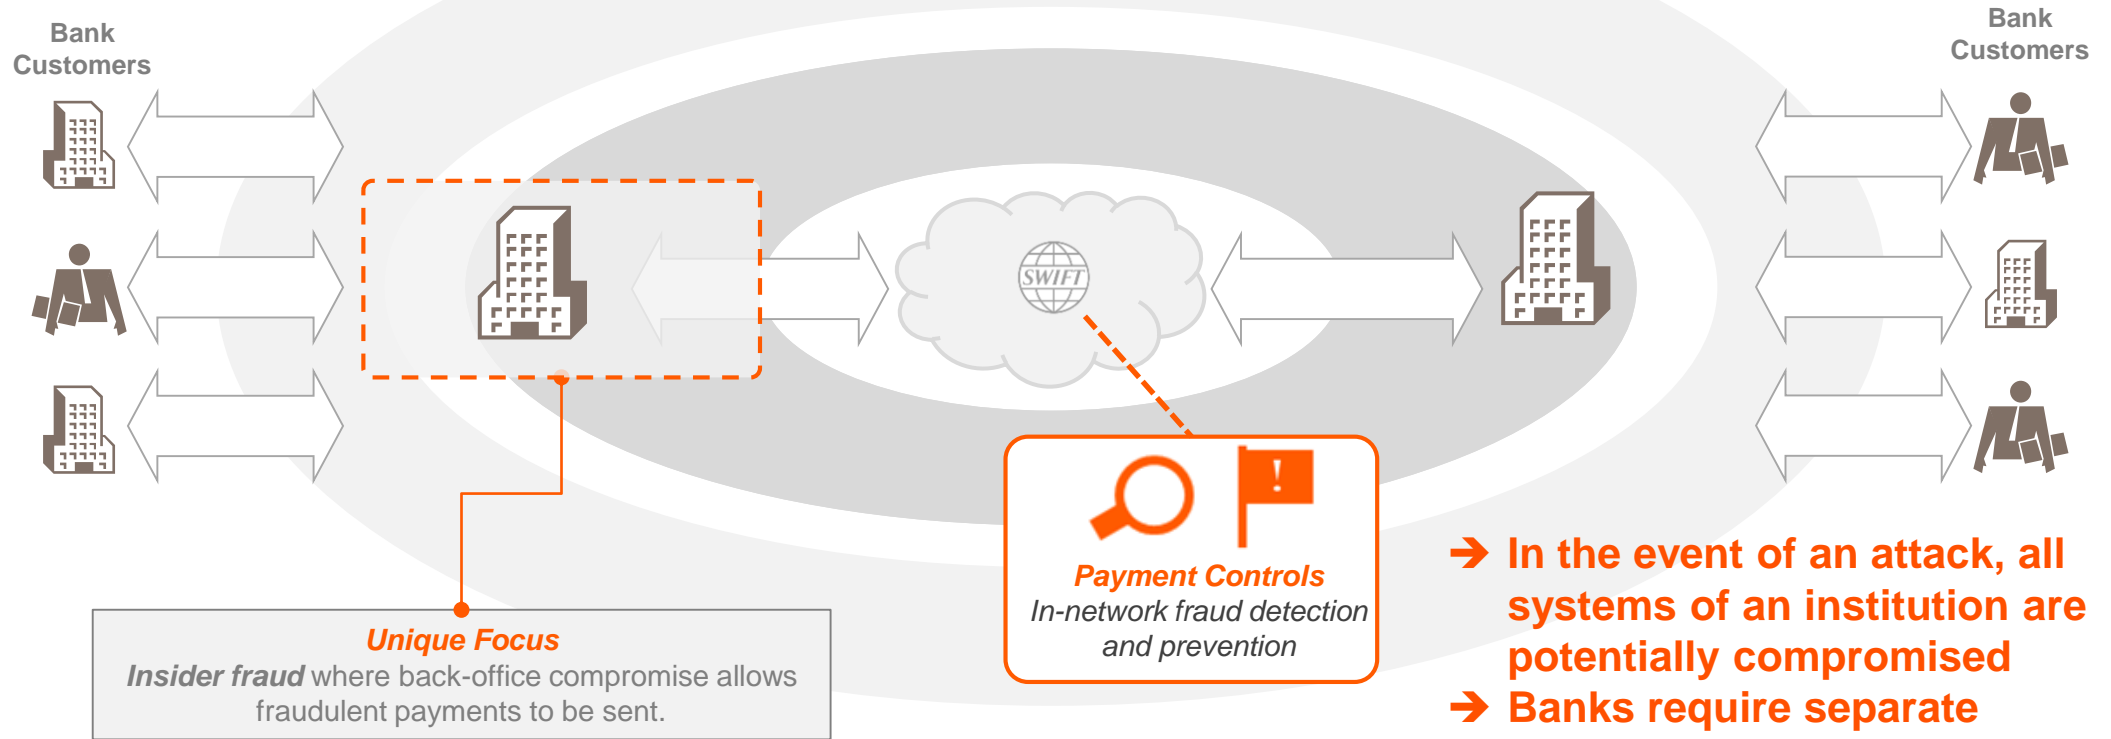 Bank
Customers
Bank
Customers
SWIFT
!
Payment Controls
In-network fraud detection
and prevention
Unique Focus
Insider fraud where back-office compromise allows
fraudulent payments to be sent.
➔ In the event of an attack, all
systems of an institution are
potentially compromised
➔ Banks require separate